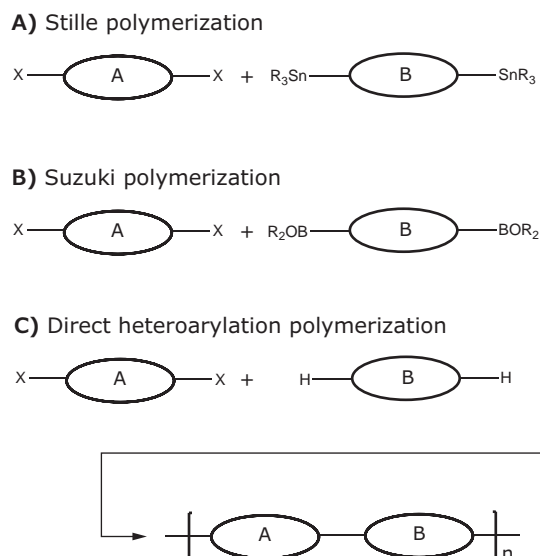 A) Stille polymerization
X A X + R₃Sn B SnR₃
B) Suzuki polymerization
X A X + R₂OB B BOR₂
C) Direct heteroarylation polymerization
X A X + H B H
[ A B ]n